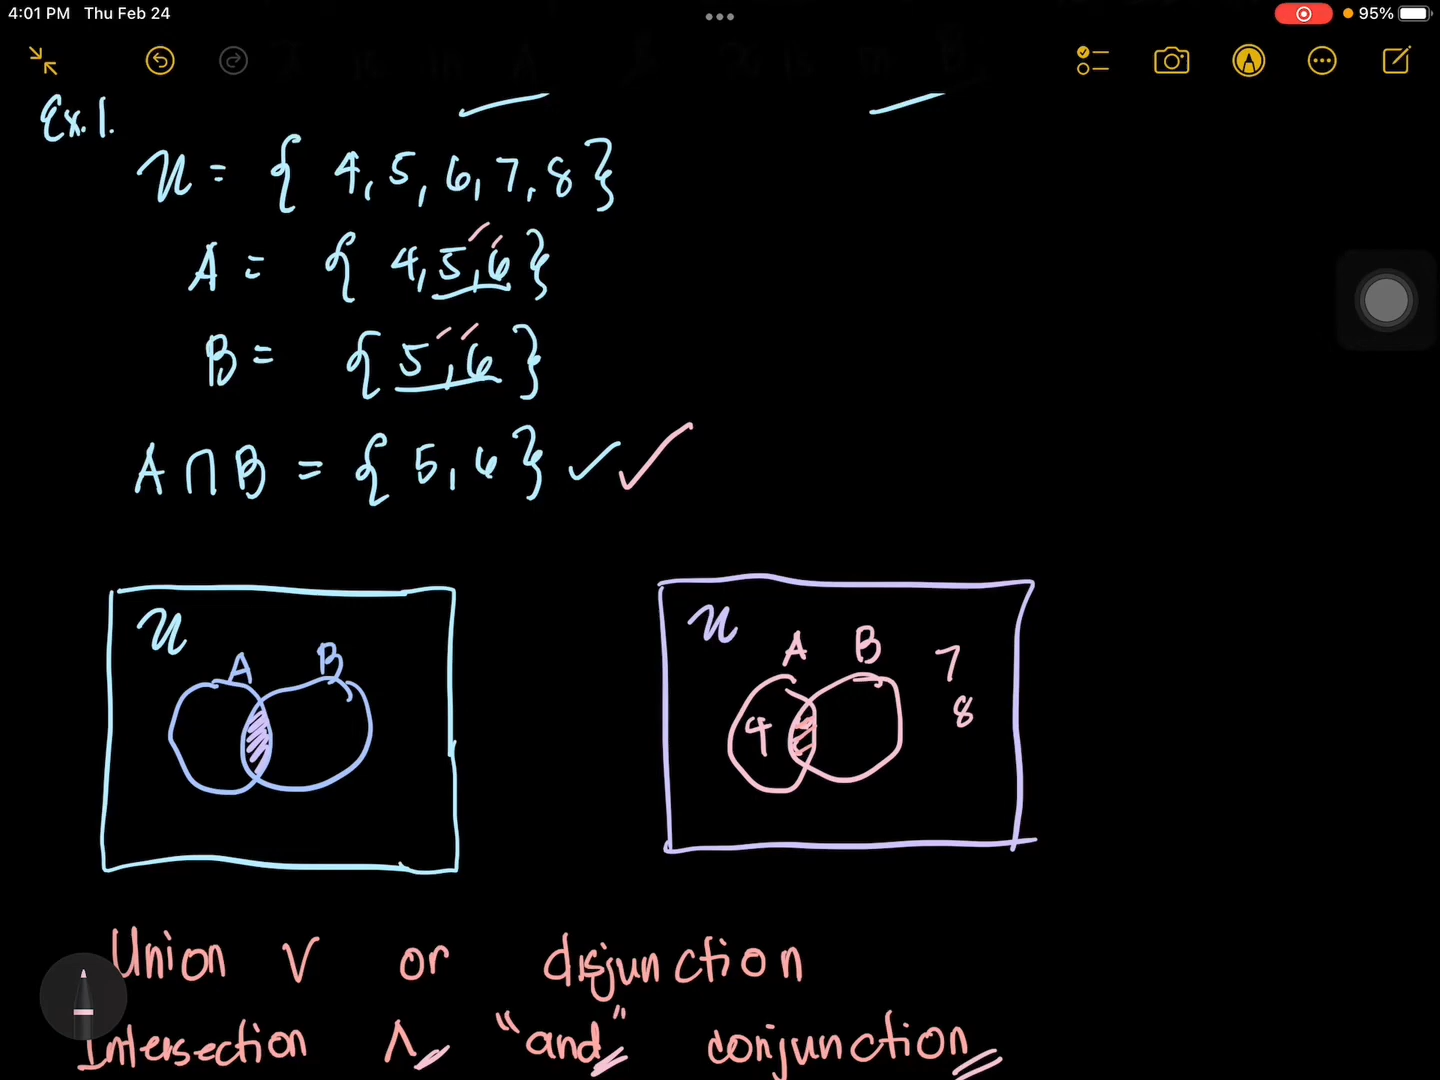 4:01 PM Thu Feb 24
95%
Ex. 1.
U = { 4, 5, 6, 7, 8 }
A = { 4, 5, 6 }
B = { 5, 6 }
A ∩ B = { 5, 6 } ✓✓
U
A B
U
A B 7
4 8
Union V or disjunction
Intersection Λ "and" conjunction